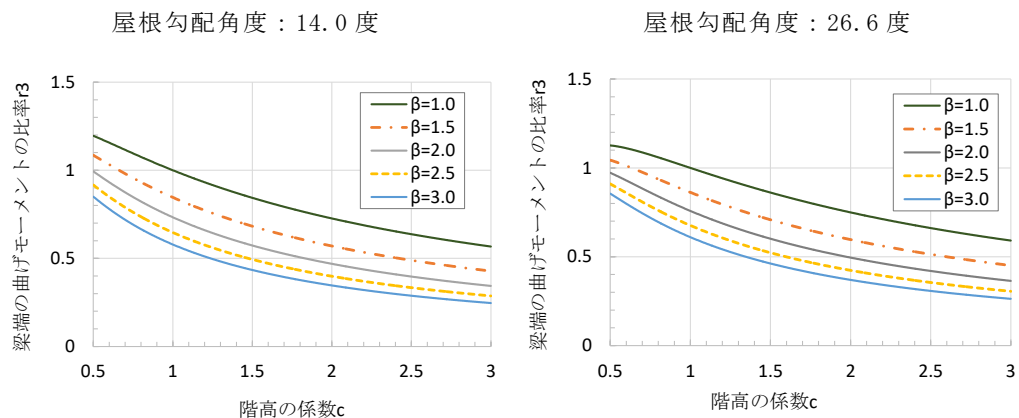 屋根勾配角度：14.0 度
梁端の曲げモーメントの比率r3
1.5
1
0.5
0
β=1.0
β=1.5
β=2.0
β=2.5
β=3.0
0.5 1 1.5 2 2.5 3
階高の係数c
屋根勾配角度：26.6 度
梁端の曲げモーメントの比率r3
1.5
1
0.5
0
β=1.0
β=1.5
β=2.0
β=2.5
β=3.0
0.5 1 1.5 2 2.5 3
階高の係数c